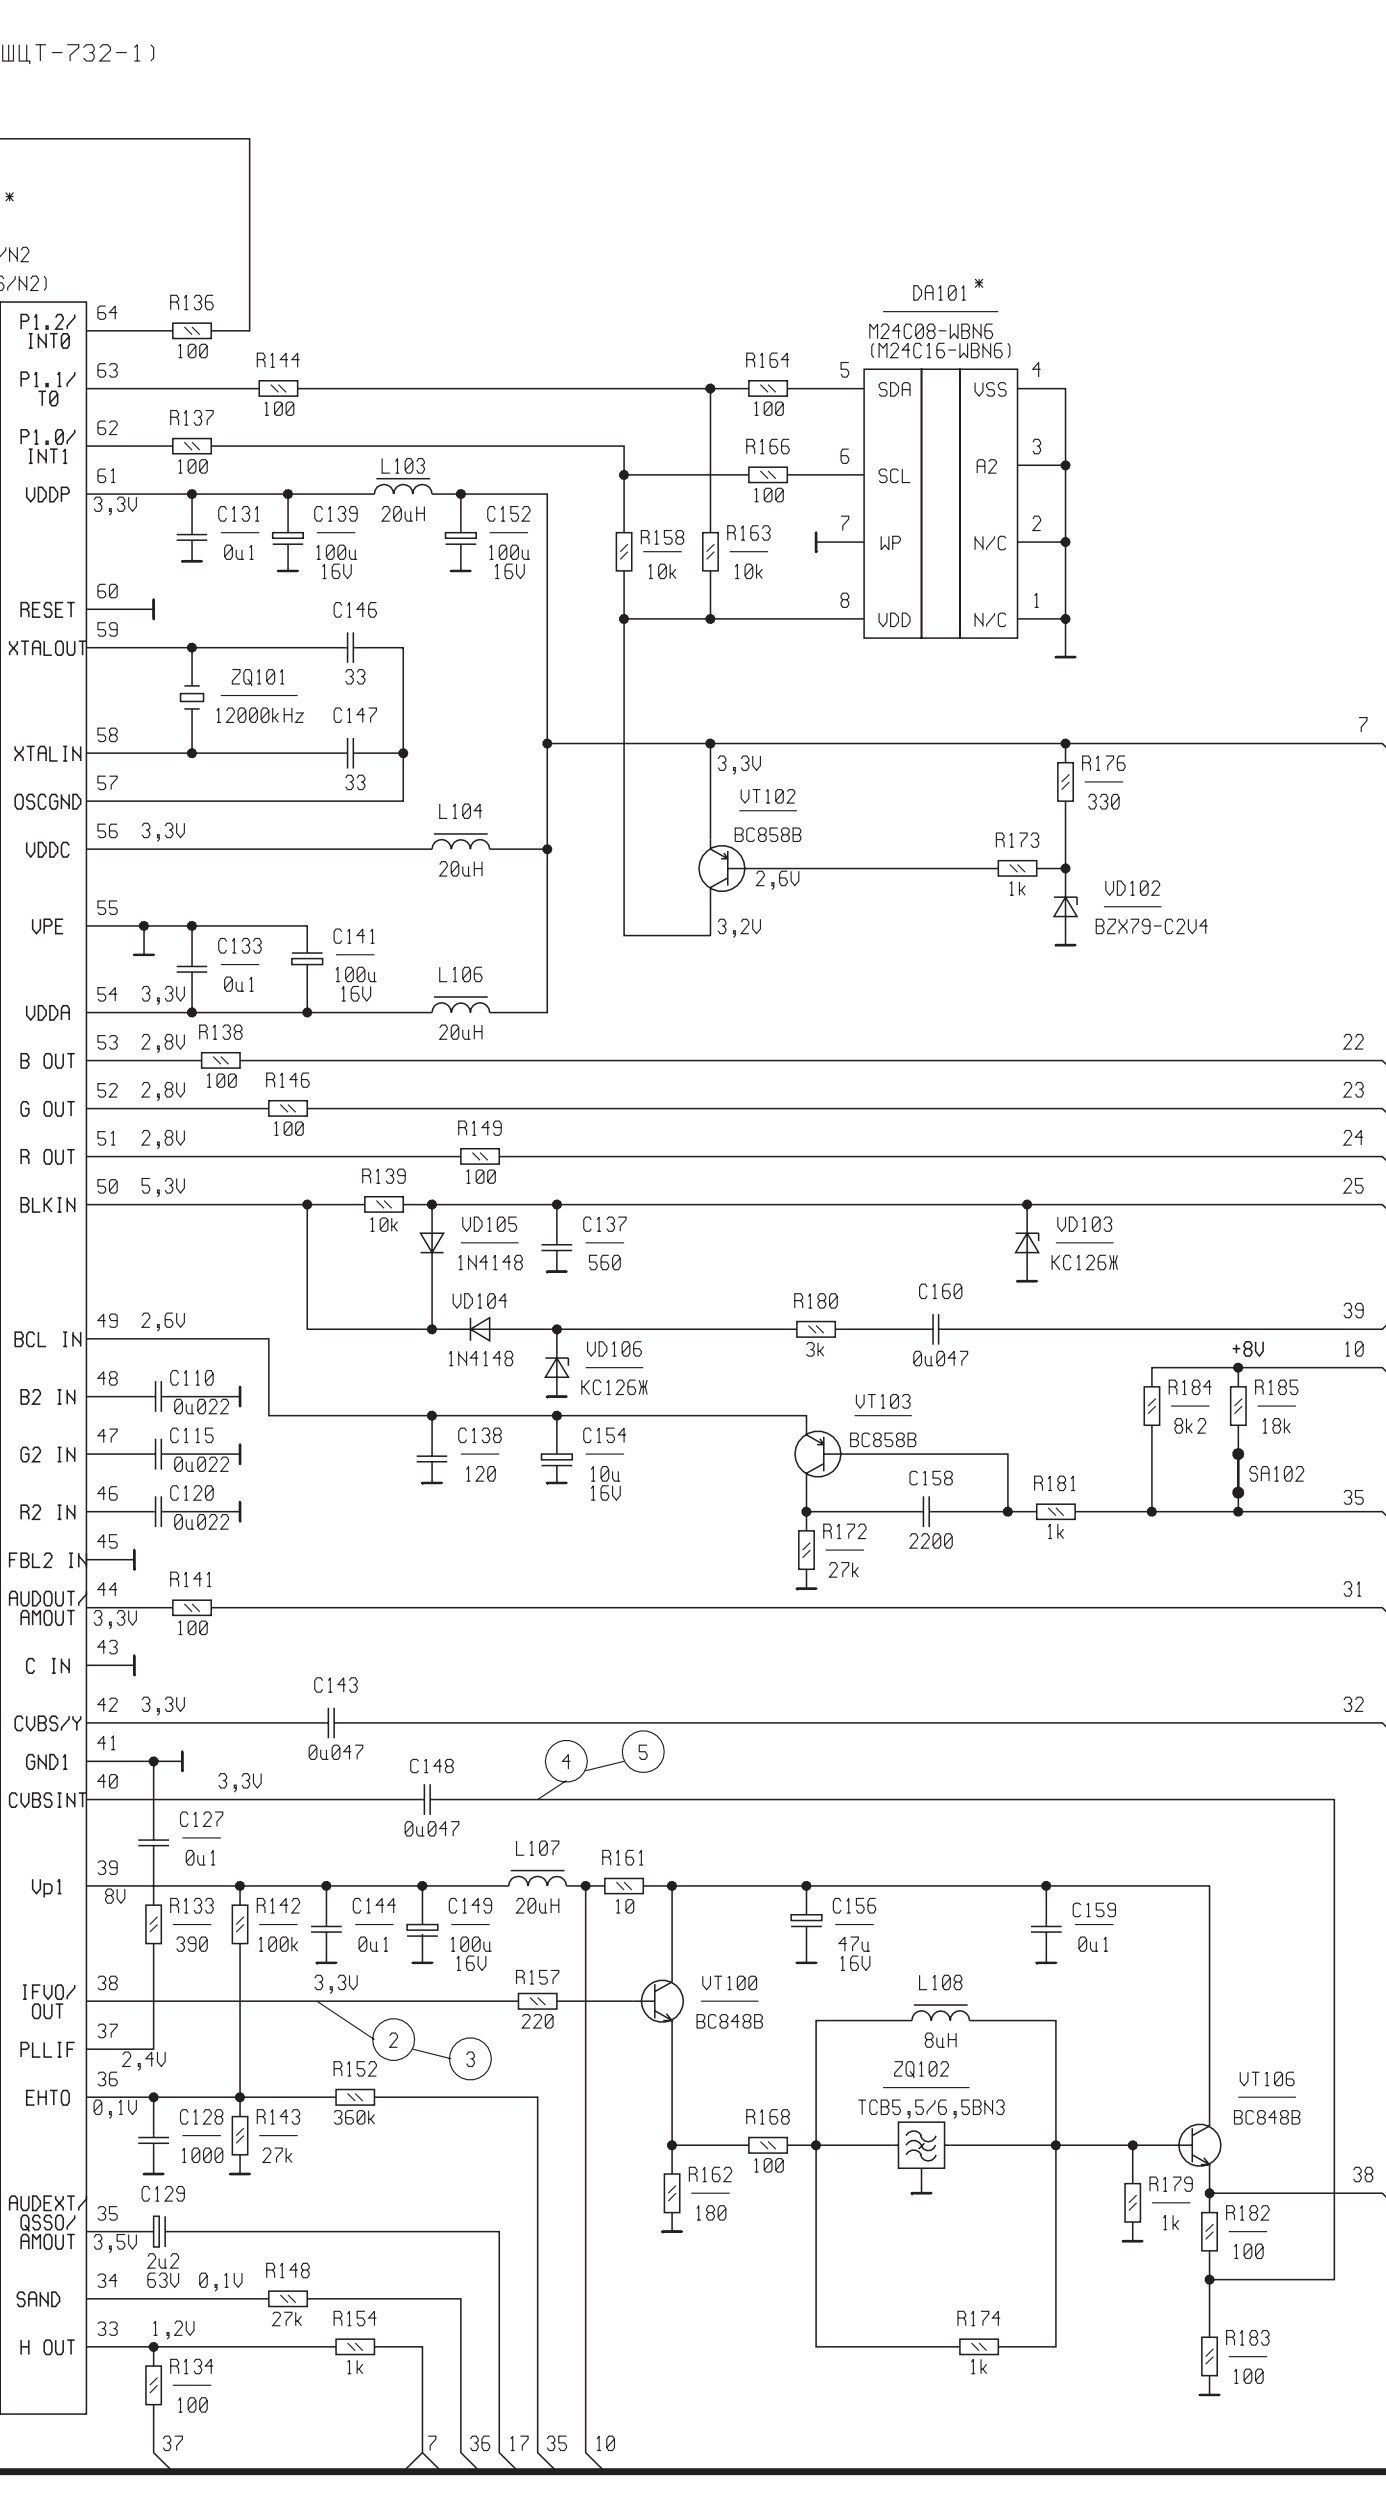 ШЦТ-732-1)
*
/N2
6/N2)
DA101 *
M24C08-WBN6
(M24C16-WBN6)
P1.2/
INT0
64
R136
100
P1.1/
T0
63
R144
100
R164
100
5
SDA
VSS
4
P1.0/
INT1
62
R137
100
R166
100
6
SCL
A2
3
VDDP
61
3,3V
L103
20uH
C131
0u1
C139
100u
16V
C152
100u
16V
R158
10k
R163
10k
7
WP
N/C
2
RESET
60
8
VDD
N/C
1
XTALOUT
59
C146
33
ZQ101
12000kHz
C147
33
XTALIN
58
7
OSCGND
57
3,3V
VT102
BC858B
2,6V
3,2V
R176
330
R173
1k
VD102
BZX79-C2V4
VDDC
56 3,3V
L104
20uH
VPE
55
C133
0u1
C141
100u
16V
VDDA
54 3,3V
L106
20uH
B OUT
53 2,8V
R138
100
22
G OUT
52 2,8V
R146
100
23
R OUT
51 2,8V
R149
100
24
BLKIN
50 5,3V
R139
10k
25
VD105
1N4148
C137
560
VD103
КС126Ж
BCL IN
49 2,6V
VD104
1N4148
VD106
КС126Ж
R180
3k
C160
0u047
39
+8V
10
B2 IN
48
C110
0u022
R184
8k2
R185
18k
G2 IN
47
C115
0u022
C138
120
C154
10u
16V
VT103
BC858B
SA102
R2 IN
46
C120
0u022
C158
2200
R181
1k
35
R172
27k
FBL2 IN
45
AUDOUT/
AMOUT
44
3,3V
R141
100
31
C IN
43
CVBS/Y
42 3,3V
C143
0u047
32
GND1
41
4
5
CVBSINT
40
3,3V
C148
0u047
C127
0u1
Vp1
39
8V
L107
20uH
R161
10
R133
390
R142
100k
C144
0u1
C149
100u
16V
C156
47u
16V
C159
0u1
IFVO/
OUT
38
3,3V
R157
220
VT100
BC848B
L108
8uH
2
3
PLLIF
37
2,4V
ZQ102
TCB5,5/6,5BN3
VT106
BC848B
EHTO
36
0,1V
R152
360k
C128
1000
R143
27k
R168
100
R162
180
R179
1k
38
R182
100
AUDEXT/
QSSO/
AMOUT
35
3,5V
C129
2u2
63V
SAND
34
0,1V
R148
27k
H OUT
33
1,2V
R154
1k
R174
1k
R183
100
R134
100
37
7
36
17
35
10